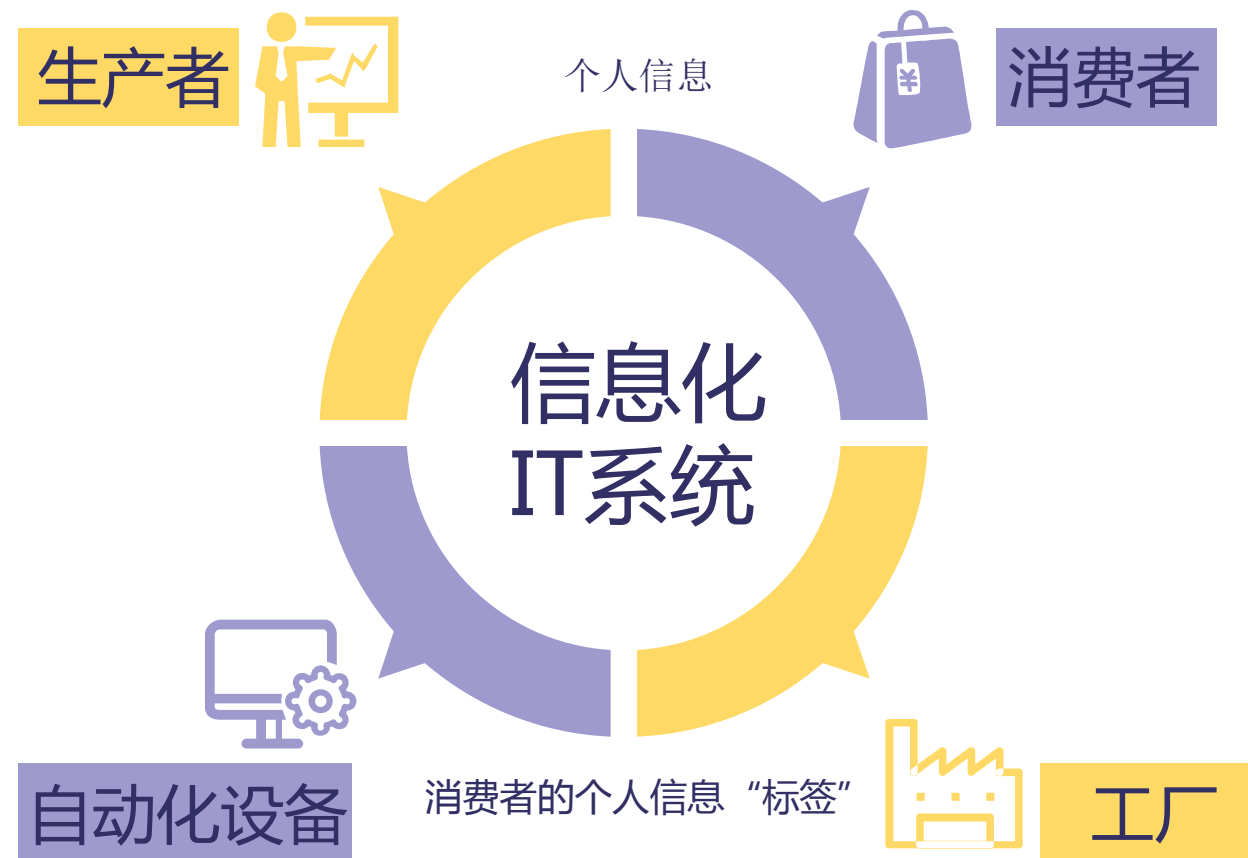 生产者
个人信息
¥
消费者
信息化
IT系统
自动化设备
消费者的个人信息“标签”
工厂